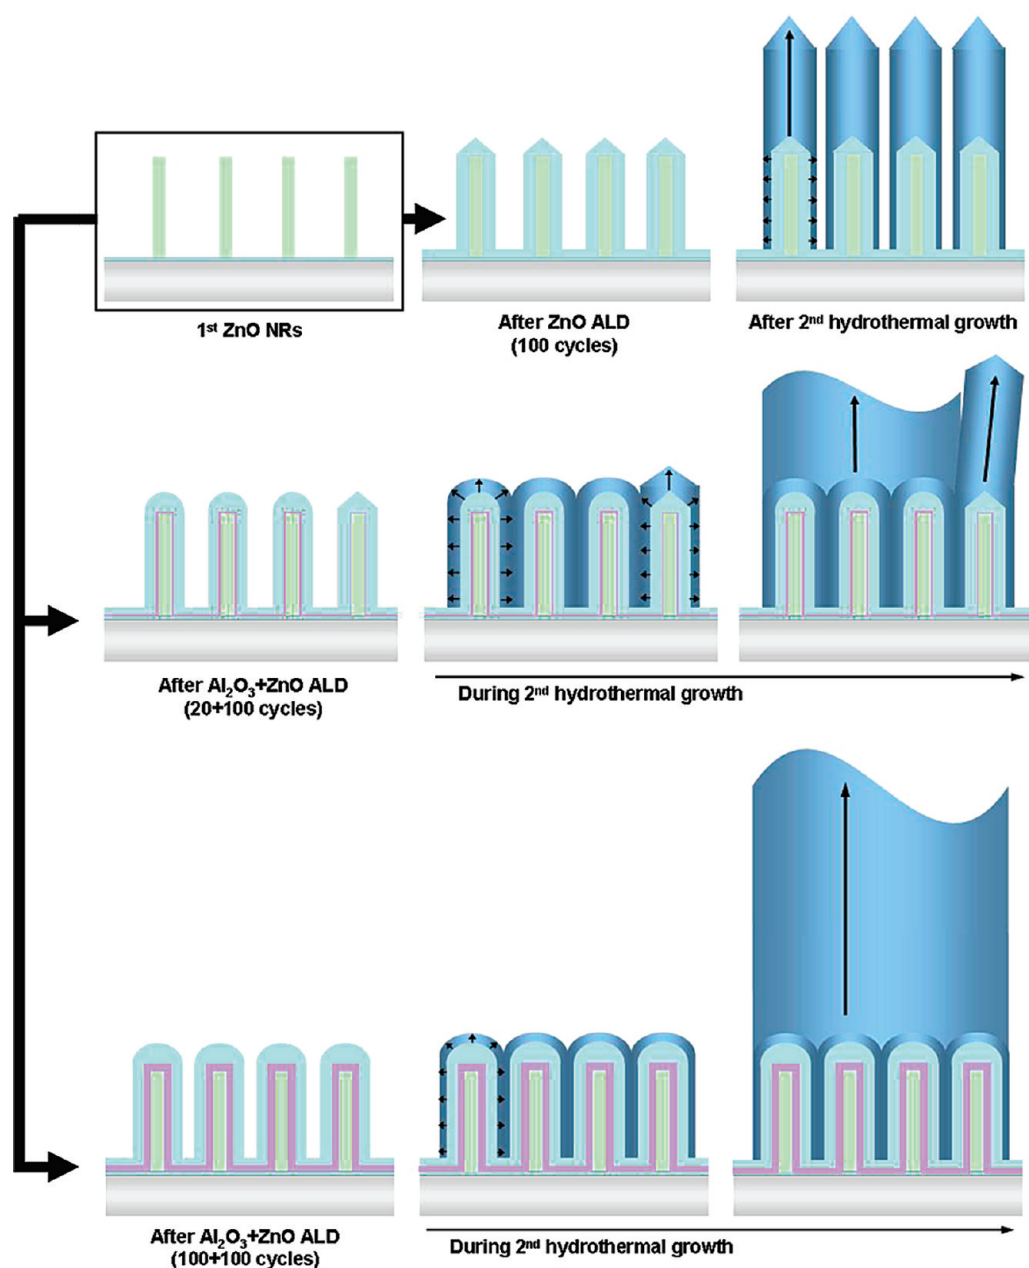 1st ZnO NRs
After ZnO ALD
(100 cycles)
After 2nd hydrothermal growth
After Al2O3+ZnO ALD
(20+100 cycles)
During 2nd hydrothermal growth
After Al2O3+ZnO ALD
(100+100 cycles)
During 2nd hydrothermal growth